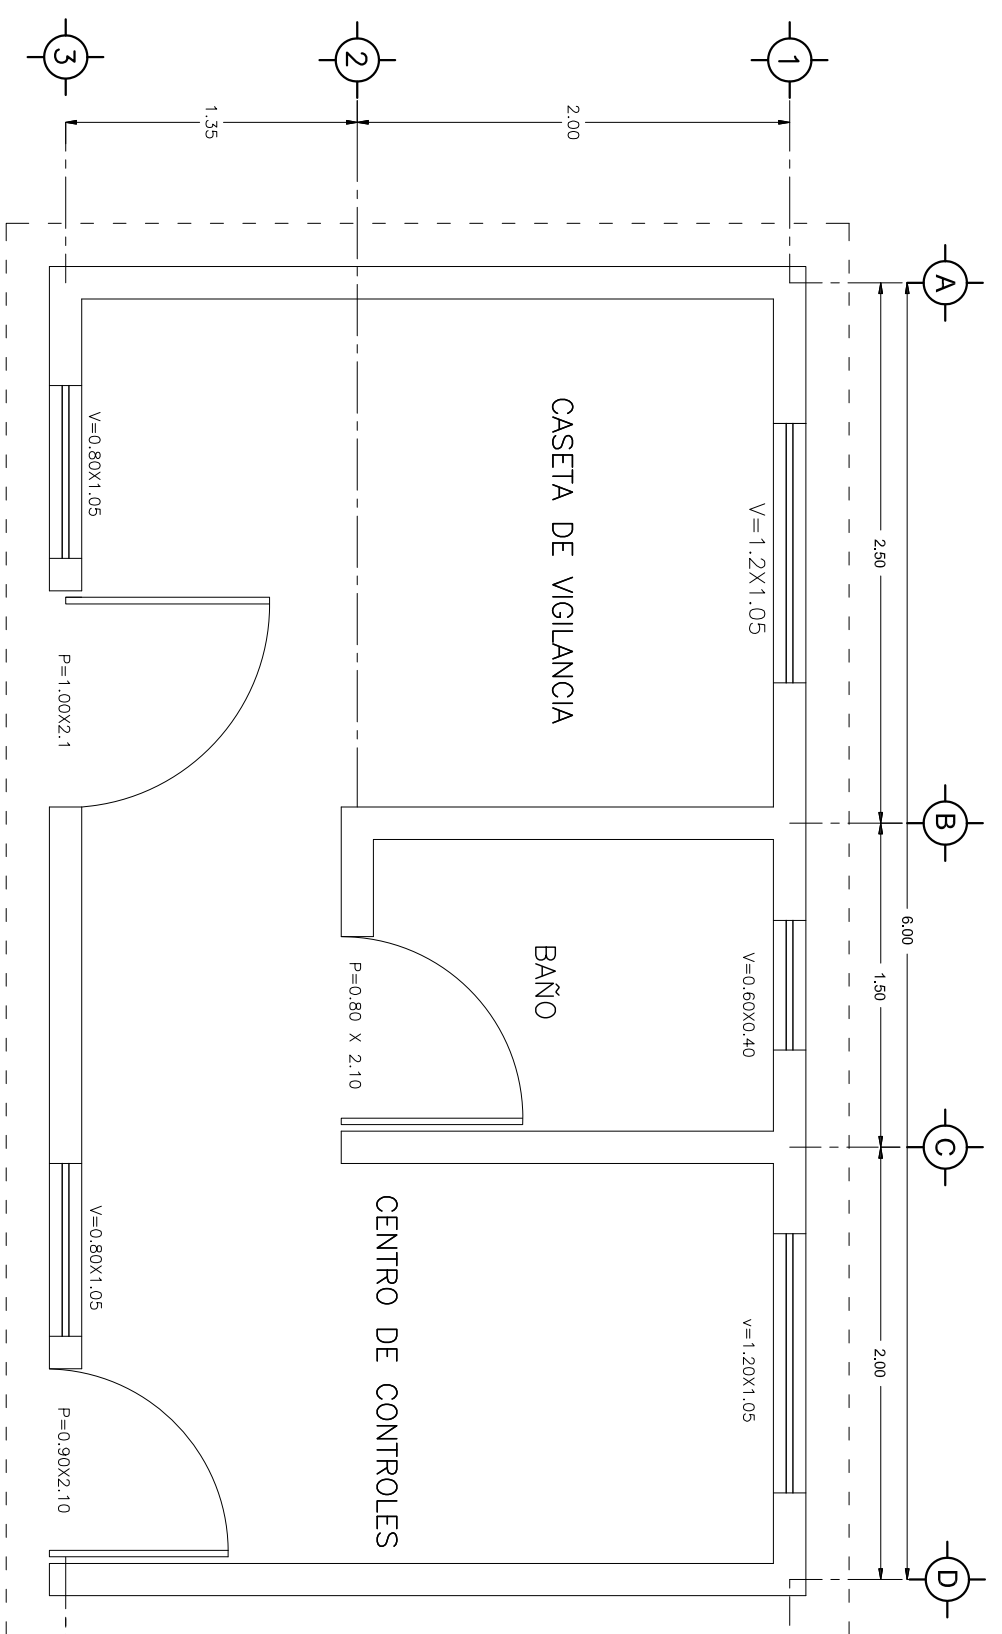 A
B
C
D
6.00
2.50
1.50
2.00
1
2
3
2.00
1.35
V=1.2X1.05
V=0.60X0.40
v=1.20X1.05
CASETA DE VIGILANCIA
BAÑO
CENTRO DE CONTROLES
P=0.80 X 2.10
V=0.80X1.05
V=0.80X1.05
P=1.00X2.1
P=0.90X2.10